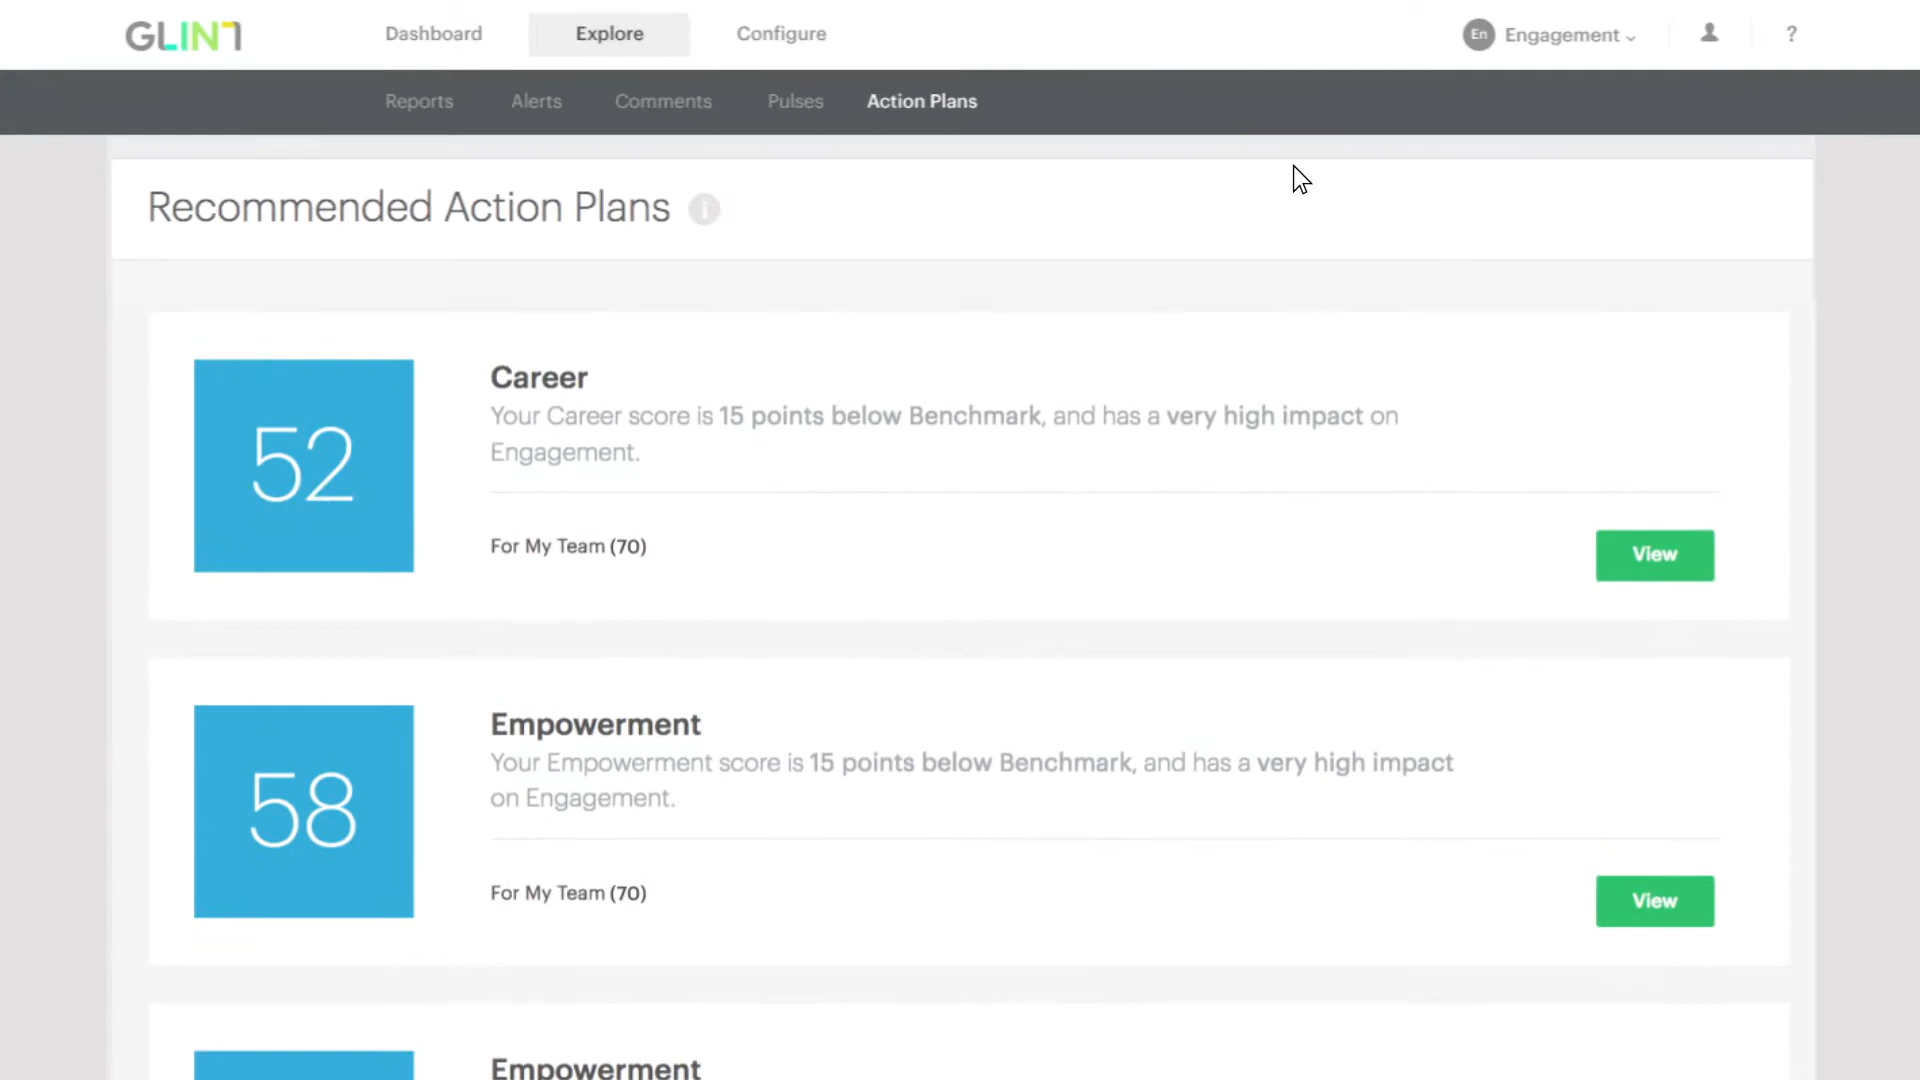 GLINT
Dashboard
Explore
Configure
En
Engagement
?
Reports
Alerts
Comments
Pulses
Action Plans
Recommended Action Plans
i
52
Career
Your Career score is 15 points below Benchmark, and has a very high impact on
Engagement.
For My Team (70)
View
58
Empowerment
Your Empowerment score is 15 points below Benchmark, and has a very high impact
on Engagement.
For My Team (70)
View
Empowerment